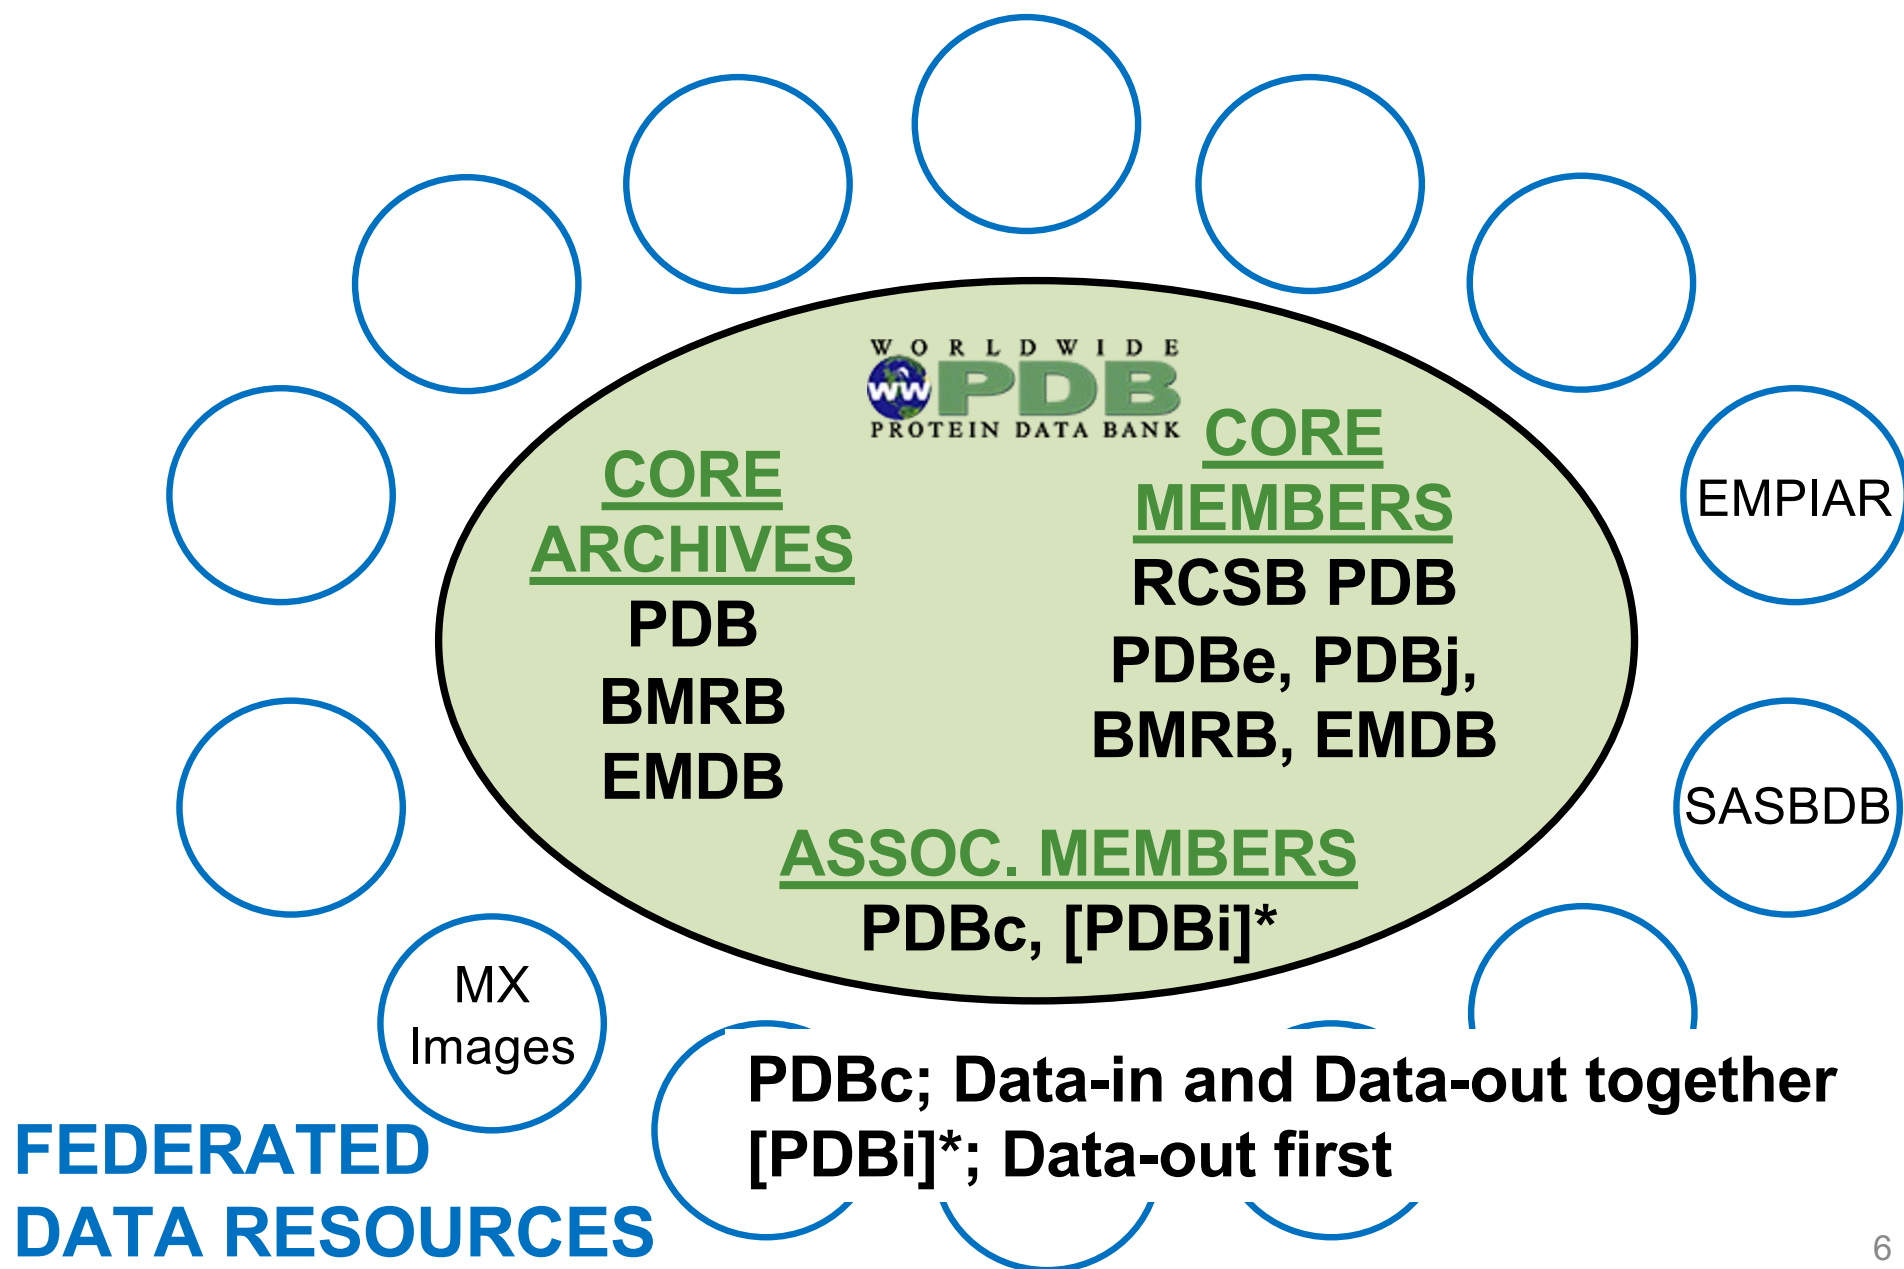 WORLDWIDE
ww PDB
PROTEIN DATA BANK
CORE
ARCHIVES
PDB
BMRB
EMDB
CORE
MEMBERS
RCSB PDB
PDBe, PDBj,
BMRB, EMDB
ASSOC. MEMBERS
PDBc, [PDBi]*
EMPIAR
SASBDB
MX
Images
PDBc; Data-in and Data-out together
[PDBi]*; Data-out first
FEDERATED
DATA RESOURCES
6